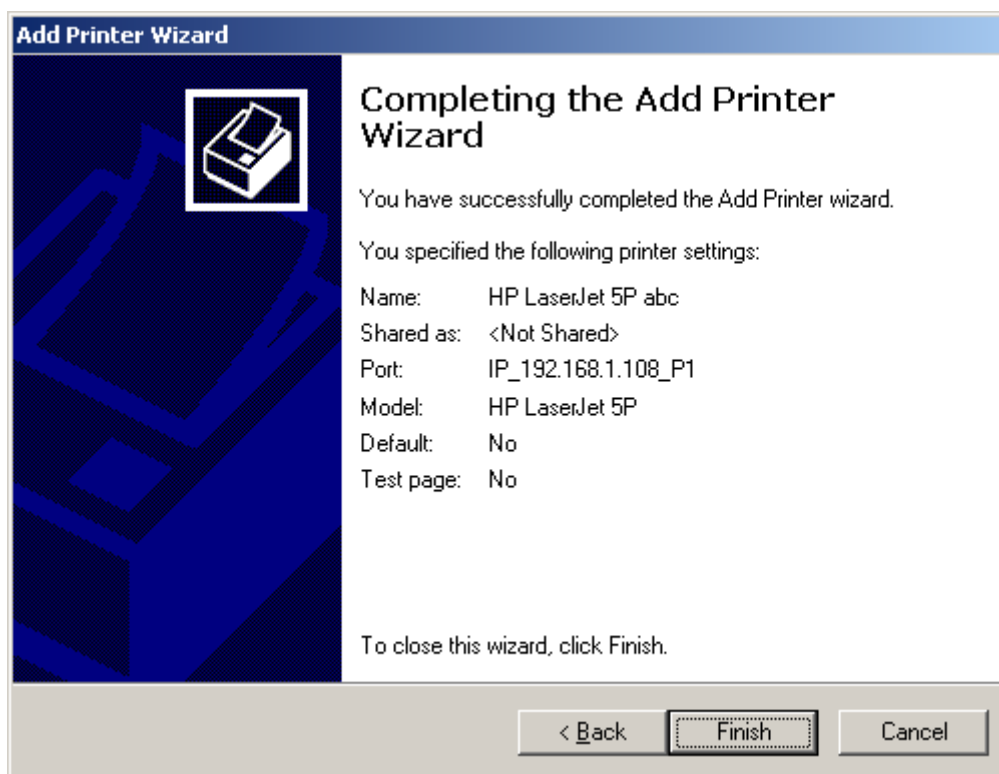 Add Printer Wizard
Completing the Add Printer
Wizard
You have successfully completed the Add Printer wizard.
You specified the following printer settings:
Name: HP LaserJet 5P abc
Shared as: <Not Shared>
Port: IP_192.168.1.108_P1
Model: HP LaserJet 5P
Default: No
Test page: No
To close this wizard, click Finish.
< Back Finish Cancel